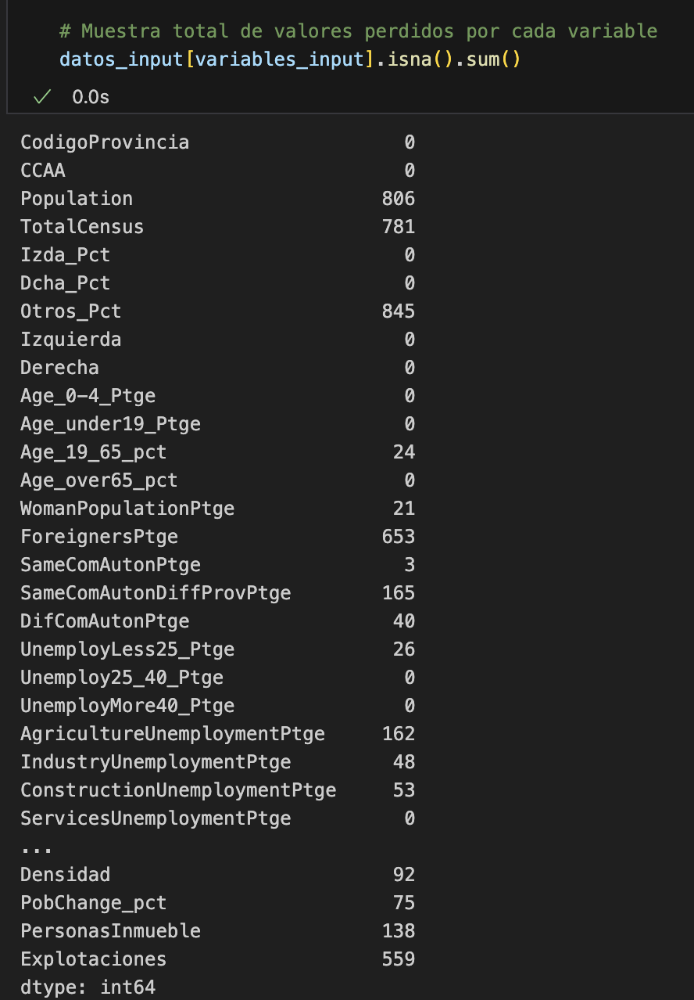 # Muestra total de valores perdidos por cada variable
datos_input[variables_input].isna().sum()
✓ 0.0s
CodigoProvincia 0
CCAA 0
Population 806
TotalCensus 781
Izda_Pct 0
Dcha_Pct 0
Otros_Pct 845
Izquierda 0
Derecha 0
Age_0-4_Ptge 0
Age_under19_Ptge 0
Age_19_65_pct 24
Age_over65_pct 0
WomanPopulationPtge 21
ForeignersPtge 653
SameComAutonPtge 3
SameComAutonDiffProvPtge 165
DifComAutonPtge 40
UnemployLess25_Ptge 26
Unemploy25_40_Ptge 0
UnemployMore40_Ptge 0
AgricultureUnemploymentPtge 162
IndustryUnemploymentPtge 48
ConstructionUnemploymentPtge 53
ServicesUnemploymentPtge 0
...
Densidad 92
PobChange_pct 75
PersonasInmueble 138
Explotaciones 559
dtype: int64